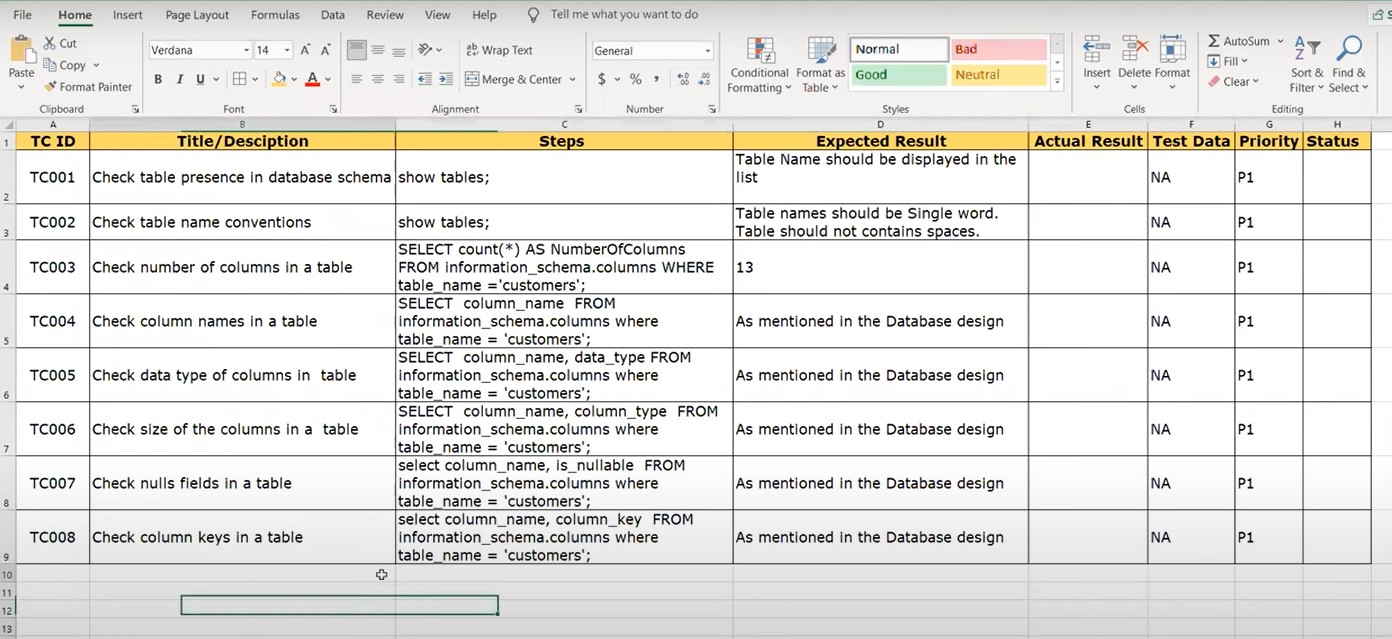 File Home Insert Page Layout Formulas Data Review View Help Tell me what you want to do
Cut
Copy
Format Painter
Paste
Clipboard
Verdana 14
B I U
Font
Wrap Text
Merge & Center
Alignment
General
$ % ,
Number
Conditional
Formatting
Format as
Table
Normal Bad
Good Neutral
Styles
Insert Delete Format
Cells
AutoSum
Fill
Clear
Sort &
Filter
Find &
Select
Editing
A B C D E F G H
1 TC ID Title/Desciption Steps Expected Result Actual Result Test Data Priority Status
2 TC001 Check table presence in database schema show tables; Table Name should be displayed in the
list NA P1
3 TC002 Check table name conventions show tables; Table names should be Single word.
Table should not contains spaces. NA P1
4 TC003 Check number of columns in a table SELECT count(*) AS NumberOfColumns
FROM information_schema.columns WHERE
table_name ='customers'; 13 NA P1
5 TC004 Check column names in a table SELECT column_name FROM
information_schema.columns where
table_name = 'customers'; As mentioned in the Database design NA P1
6 TC005 Check data type of columns in table SELECT column_name, data_type FROM
information_schema.columns where
table_name = 'customers'; As mentioned in the Database design NA P1
7 TC006 Check size of the columns in a table SELECT column_name, column_type FROM
information_schema.columns where
table_name = 'customers'; As mentioned in the Database design NA P1
8 TC007 Check nulls fields in a table select column_name, is_nullable FROM
information_schema.columns where
table_name = 'customers'; As mentioned in the Database design NA P1
9 TC008 Check column keys in a table select column_name, column_key FROM
information_schema.columns where
table_name = 'customers'; As mentioned in the Database design NA P1
10
11
12
13